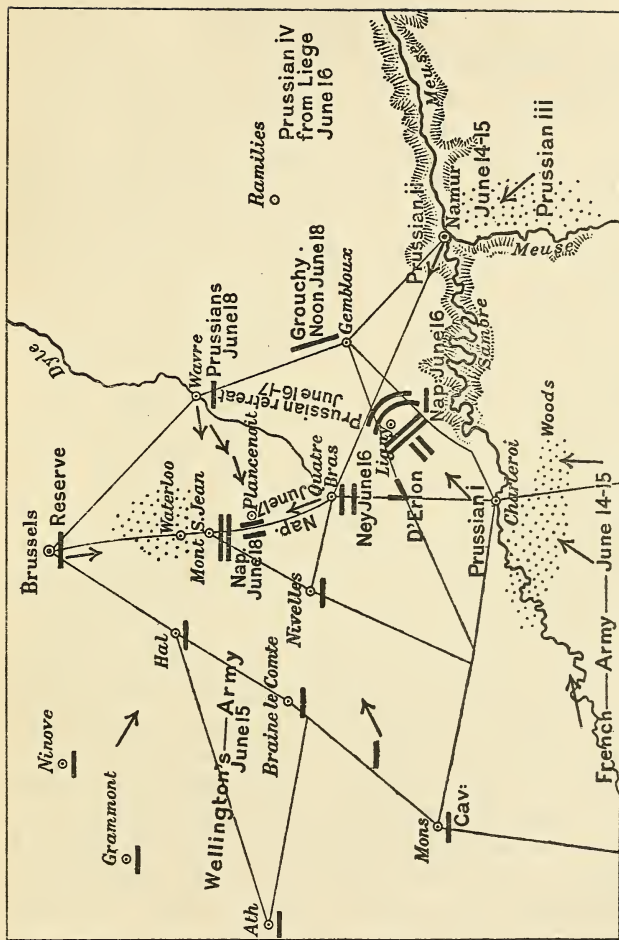 Prussian iv
from Liege
June 16
Meuse
Ramilies
Prussian ii
Namur
June 14-15
Prussian iii
Meuse
Dyle
Wavre
Prussians
June 18
Grouchy.
Noon June 18
Gembloux
Prussian retreat
June 16-17
Nap. June 16
Sambre
Ligny
Brussels
Reserve
Waterloo
Mont S. Jean
Plancenoit
Nap.
June 18
Nap.
June 17
Quatre
Bras
Ney June 16
D'Erlon
Prussian i
Charleroi
Woods
Hal
Nivelles
Braine le Comte
Wellington's—Army
June 15
Ninove
Grammont
Ath
Mons
Cav:
French—Army—June 14-15